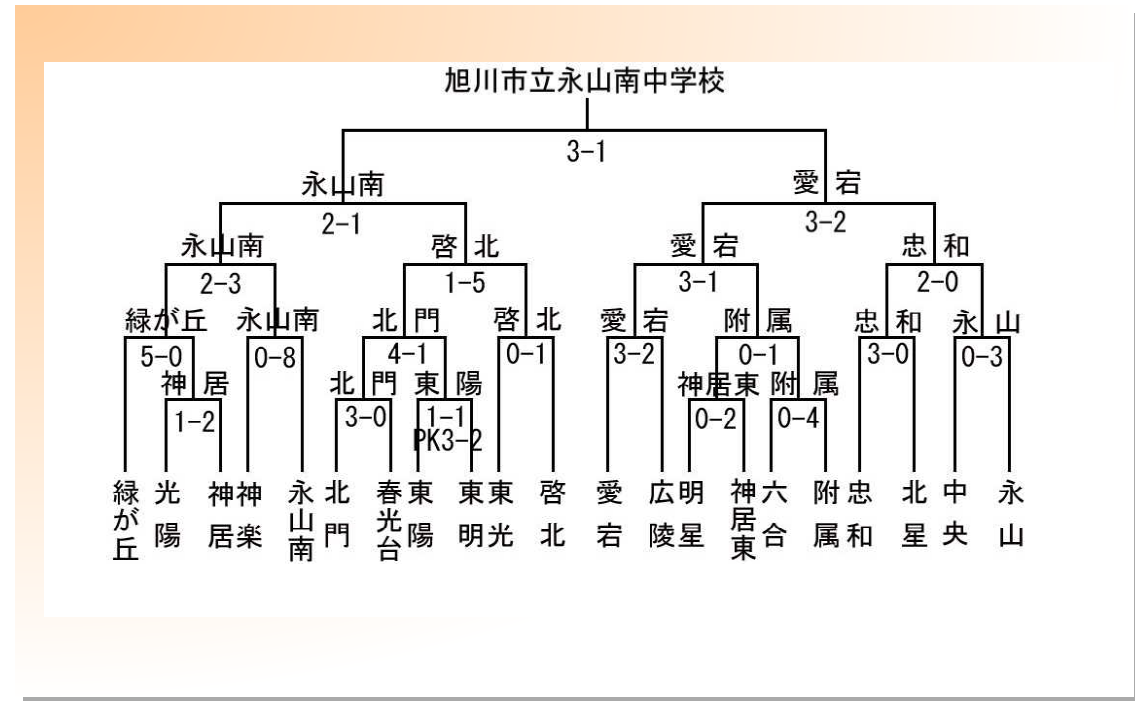 旭川市立永山南中学校
3-1
永山南 愛宕
2-1 3-2
永山南 啓北 愛宕 忠和
2-3 1-5 3-1 2-0
緑が丘 永山南 北門 啓北 愛宕 附属 忠和 永山
5-0 0-8 4-1 0-1 3-2 0-1 3-0 0-3
神居 北門 東陽 神居東 附属
1-2 3-0 1-1 0-2 0-4
PK3-2
緑が丘
光陽
神居
神楽
永山南
北門
春光台
東陽
東明
東光
啓北
愛宕
広陵
明星
神居東
六合
附属
忠和
北星
中央
永山